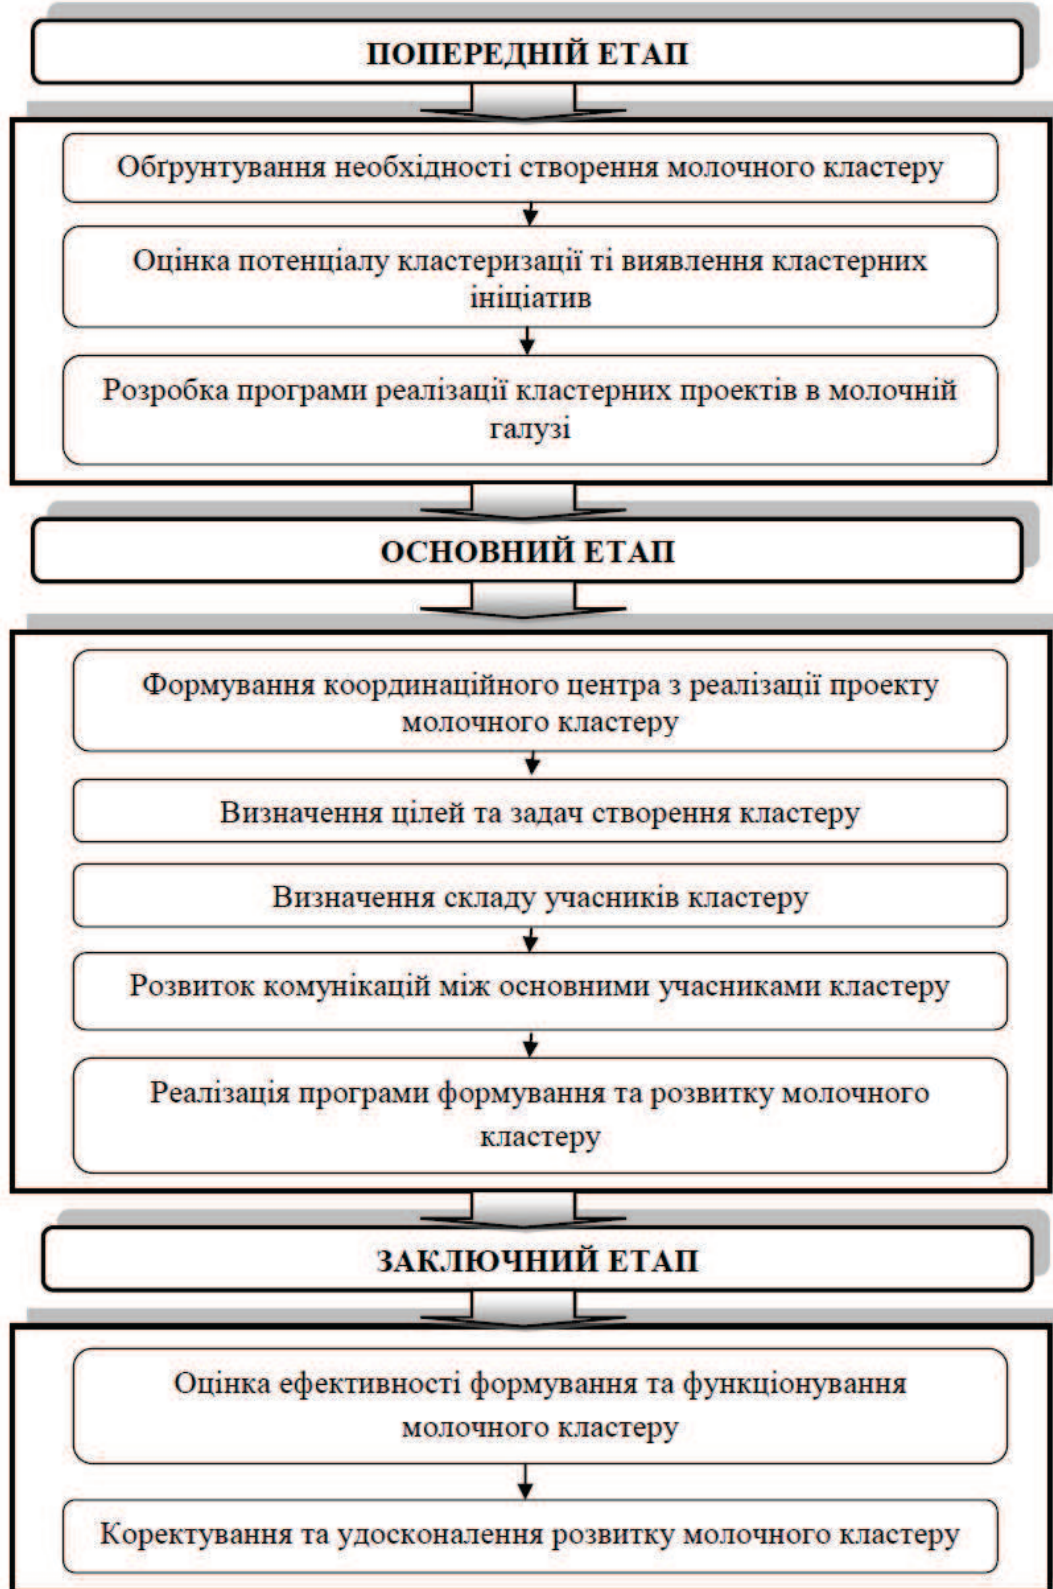 ПОПЕРЕДНІЙ ЕТАП
Обґрунтування необхідності створення молочного кластеру
Оцінка потенціалу кластеризації ті виявлення кластерних
ініціатив
Розробка програми реалізації кластерних проектів в молочній
галузі
ОСНОВНИЙ ЕТАП
Формування координаційного центра з реалізації проекту
молочного кластеру
Визначення цілей та задач створення кластеру
Визначення складу учасників кластеру
Розвиток комунікацій між основними учасниками кластеру
Реалізація програми формування та розвитку молочного
кластеру
ЗАКЛЮЧНИЙ ЕТАП
Оцінка ефективності формування та функціонування
молочного кластеру
Коректування та удосконалення розвитку молочного кластеру